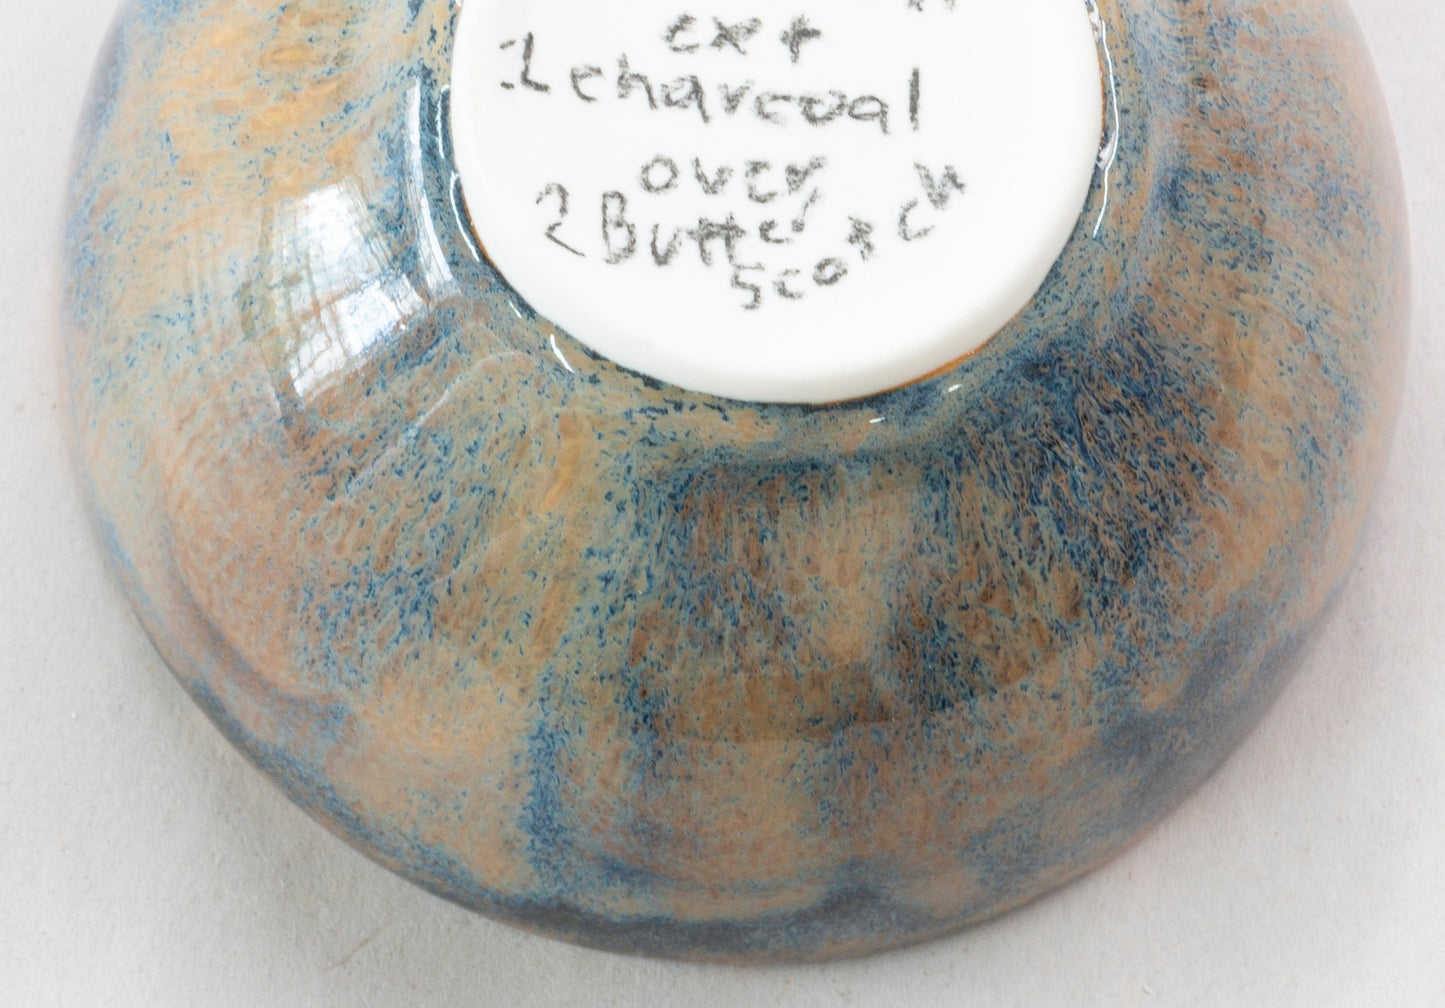 ext
1 charcoal
over
2 Butter
Scotch